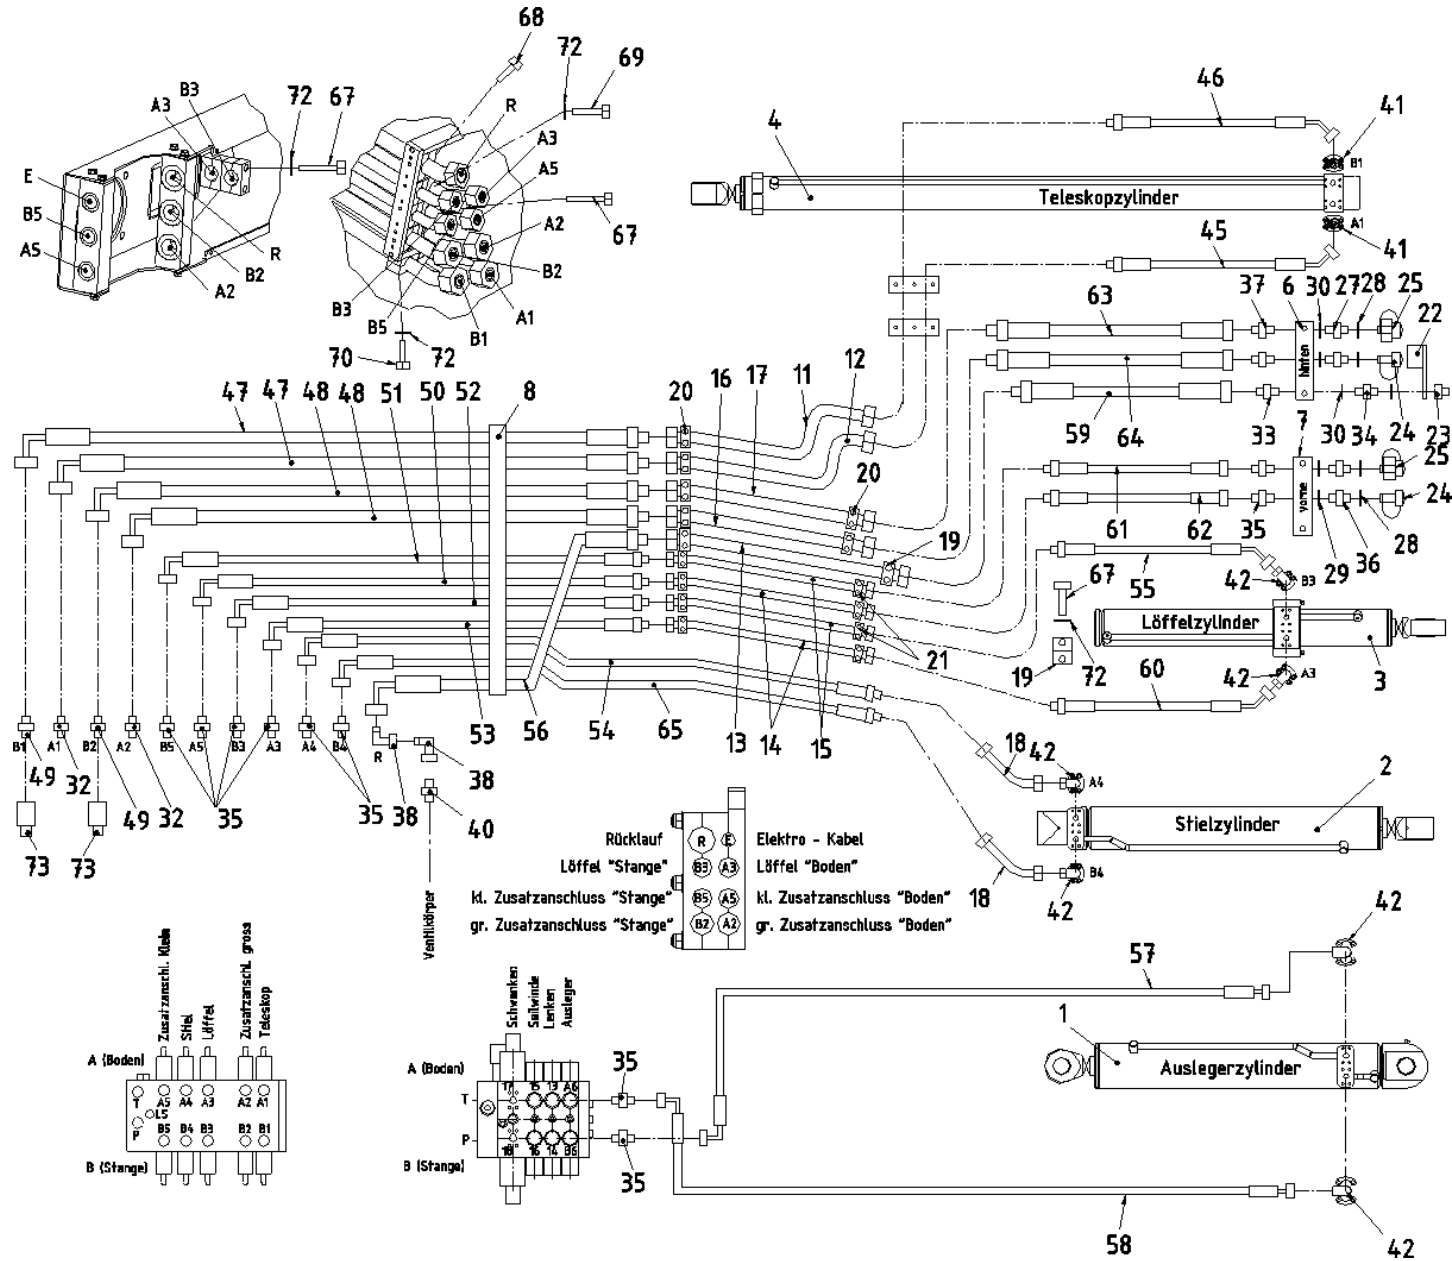 68
72
69
46
41
B3
A3
72
67
R
A3
A5
4
B1
E
B5
A5
Teleskopzylinder
A1
67
A2
B2
R
B2
A2
B3
B5
B1
A1
45
41
70
72
63
37
6
30
27
28
25
22
hinten
16
17
11
12
47
47
48
48
51
50
52
8
20
59
64
33
7
30
34
24
23
25
20
vorne
61
62
35
24
29
36
28
19
67
55
42
B3
Löffelzylinder
21
19
72
60
42
A3
3
53
56
54
65
13
14
15
B1
A1
B2
A2
B5
A5
B3
A3
A4
B4
R
49
32
49
32
35
35
38
38
40
73
73
18
42
A4
2
Stielzylinder
18
B4
42
Ventilkörper
Rücklauf
R
E
Elektro - Kabel
Löffel "Stange"
B3
A3
Löffel "Boden"
kl. Zusatzanschluss "Stange"
B5
A5
kl. Zusatzanschluss "Boden"
gr. Zusatzanschluss "Stange"
B2
A2
gr. Zusatzanschluss "Boden"
42
57
1
Auslegerzylinder
58
42
Zusatzanschl. Klein
Stiel
Löffel
Zusatzanschl. gross
Teleskop
A (Boden)
T
A5
A4
A3
A2
A1
LS
P
B5
B4
B3
B2
B1
B (Stange)
Schwenken
Seilwinde
Lenken
Ausleger
A (Boden)
17
15
13
A6
T
P
18
16
14
B6
B (Stange)
35
35